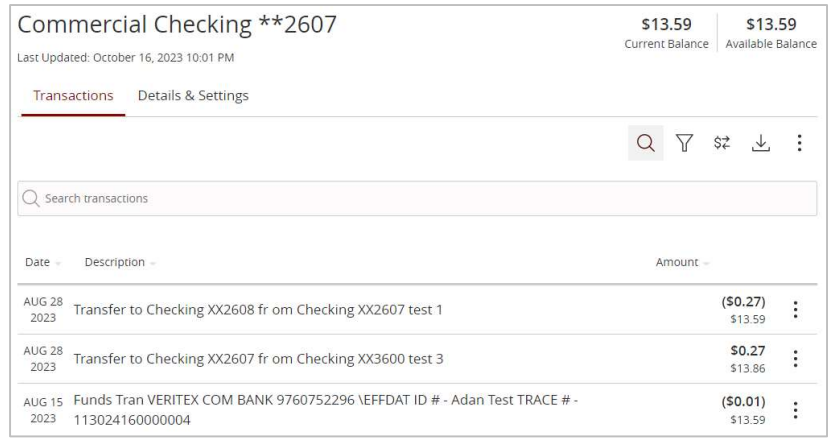 Commercial Checking **2607
$13.59
$13.59
Current Balance
Available Balance
Last Updated: October 16, 2023 10:01 PM
Transactions
Details & Settings
Search transactions
Date
Description
Amount
AUG 28
2023
Transfer to Checking XX2608 fr om Checking XX2607 test 1
($0.27)
$13.59
AUG 28
2023
Transfer to Checking XX2607 fr om Checking XX3600 test 3
$0.27
$13.86
AUG 15
2023
Funds Tran VERITEX COM BANK 9760752296 \EFFDAT ID # - Adan Test TRACE # -
113024160000004
($0.01)
$13.59